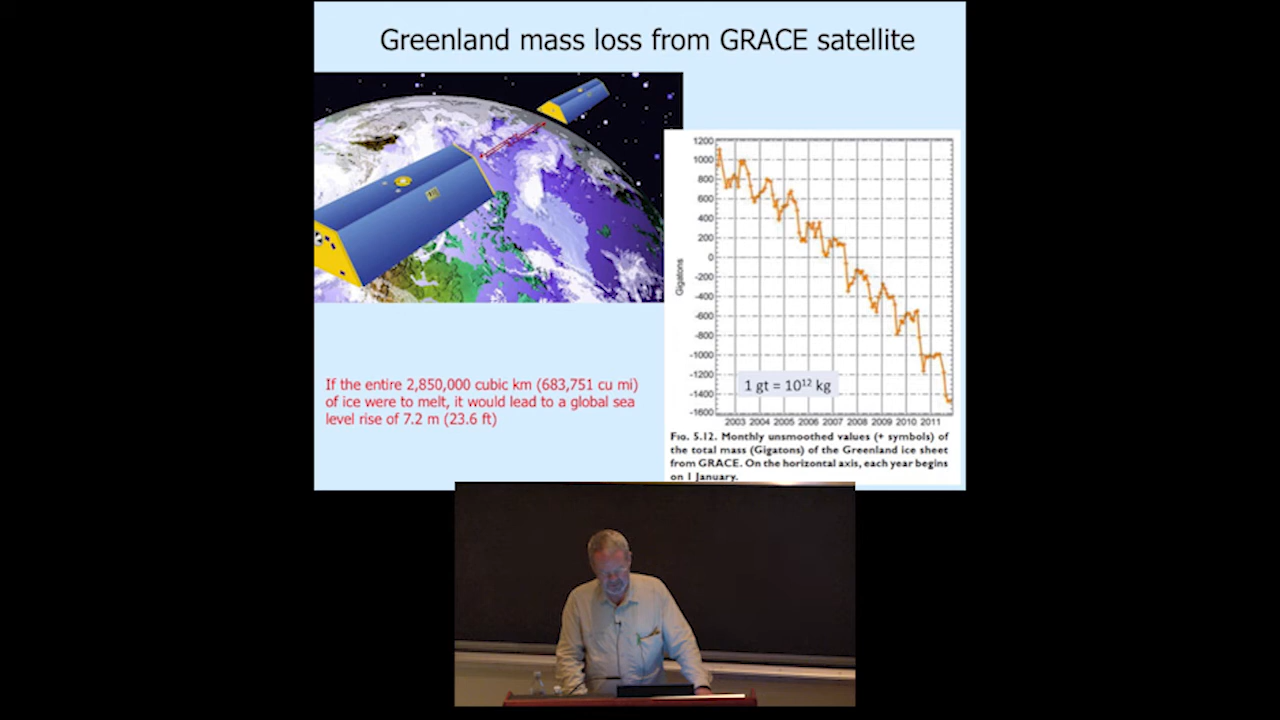 Greenland mass loss from GRACE satellite
If the entire 2,850,000 cubic km (683,751 cu mi)
of ice were to melt, it would lead to a global sea
level rise of 7.2 m (23.6 ft)
1200
1000
800
600
400
200
0
-200
-400
-600
-800
-1000
-1200
-1400
-1600
Gigatons
1 gt = 10¹² kg
2003 2004 2005 2006 2007 2008 2009 2010 2011
FIG. 5.12. Monthly unsmoothed values (+ symbols) of
the total mass (Gigatons) of the Greenland ice sheet
from GRACE. On the horizontal axis, each year begins
on 1 January.